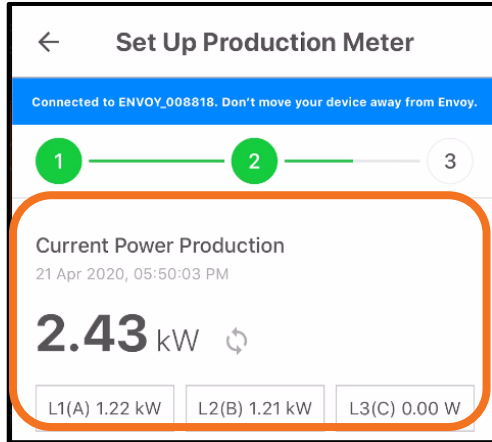 Set Up Production Meter
Connected to ENVOY_008818. Don't move your device away from Envoy.
1 2 3
Current Power Production
21 Apr 2020, 05:50:03 PM
2.43 kW
L1(A) 1.22 kW L2(B) 1.21 kW L3(C) 0.00 W